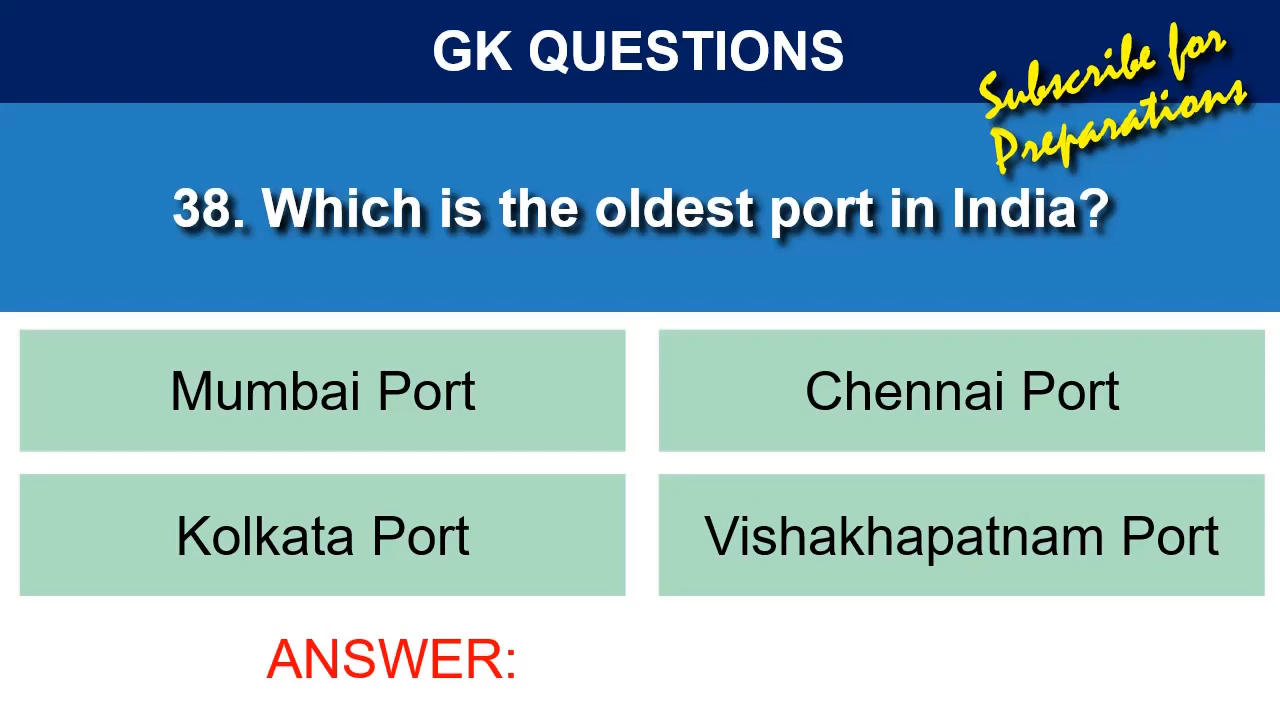 GK QUESTIONS
Subscribe for
Preparations
38. Which is the oldest port in India?
Mumbai Port
Chennai Port
Kolkata Port
Vishakhapatnam Port
ANSWER: